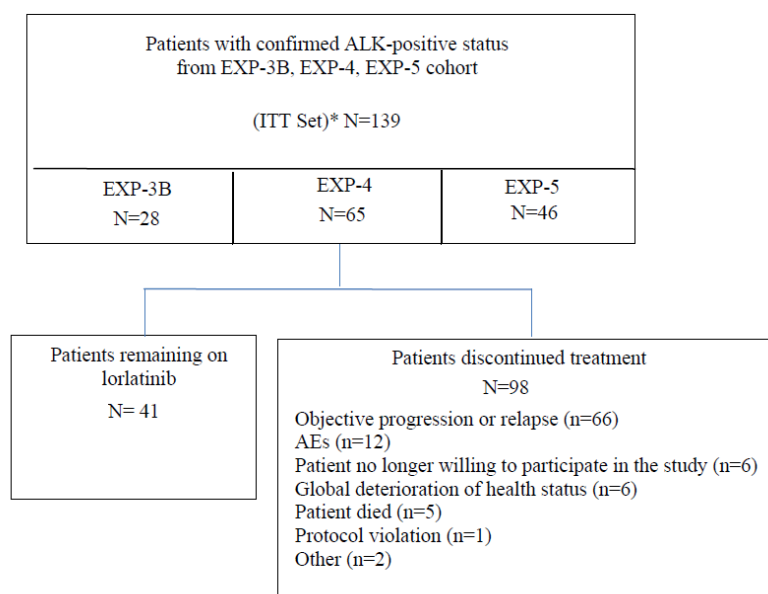 Patients with confirmed ALK-positive status
from EXP-3B, EXP-4, EXP-5 cohort
(ITT Set)* N=139
EXP-3B
N=28
EXP-4
N=65
EXP-5
N=46
Patients remaining on
lorlatinib
N= 41
Patients discontinued treatment
N=98
Objective progression or relapse (n=66)
AEs (n=12)
Patient no longer willing to participate in the study (n=6)
Global deterioration of health status (n=6)
Patient died (n=5)
Protocol violation (n=1)
Other (n=2)